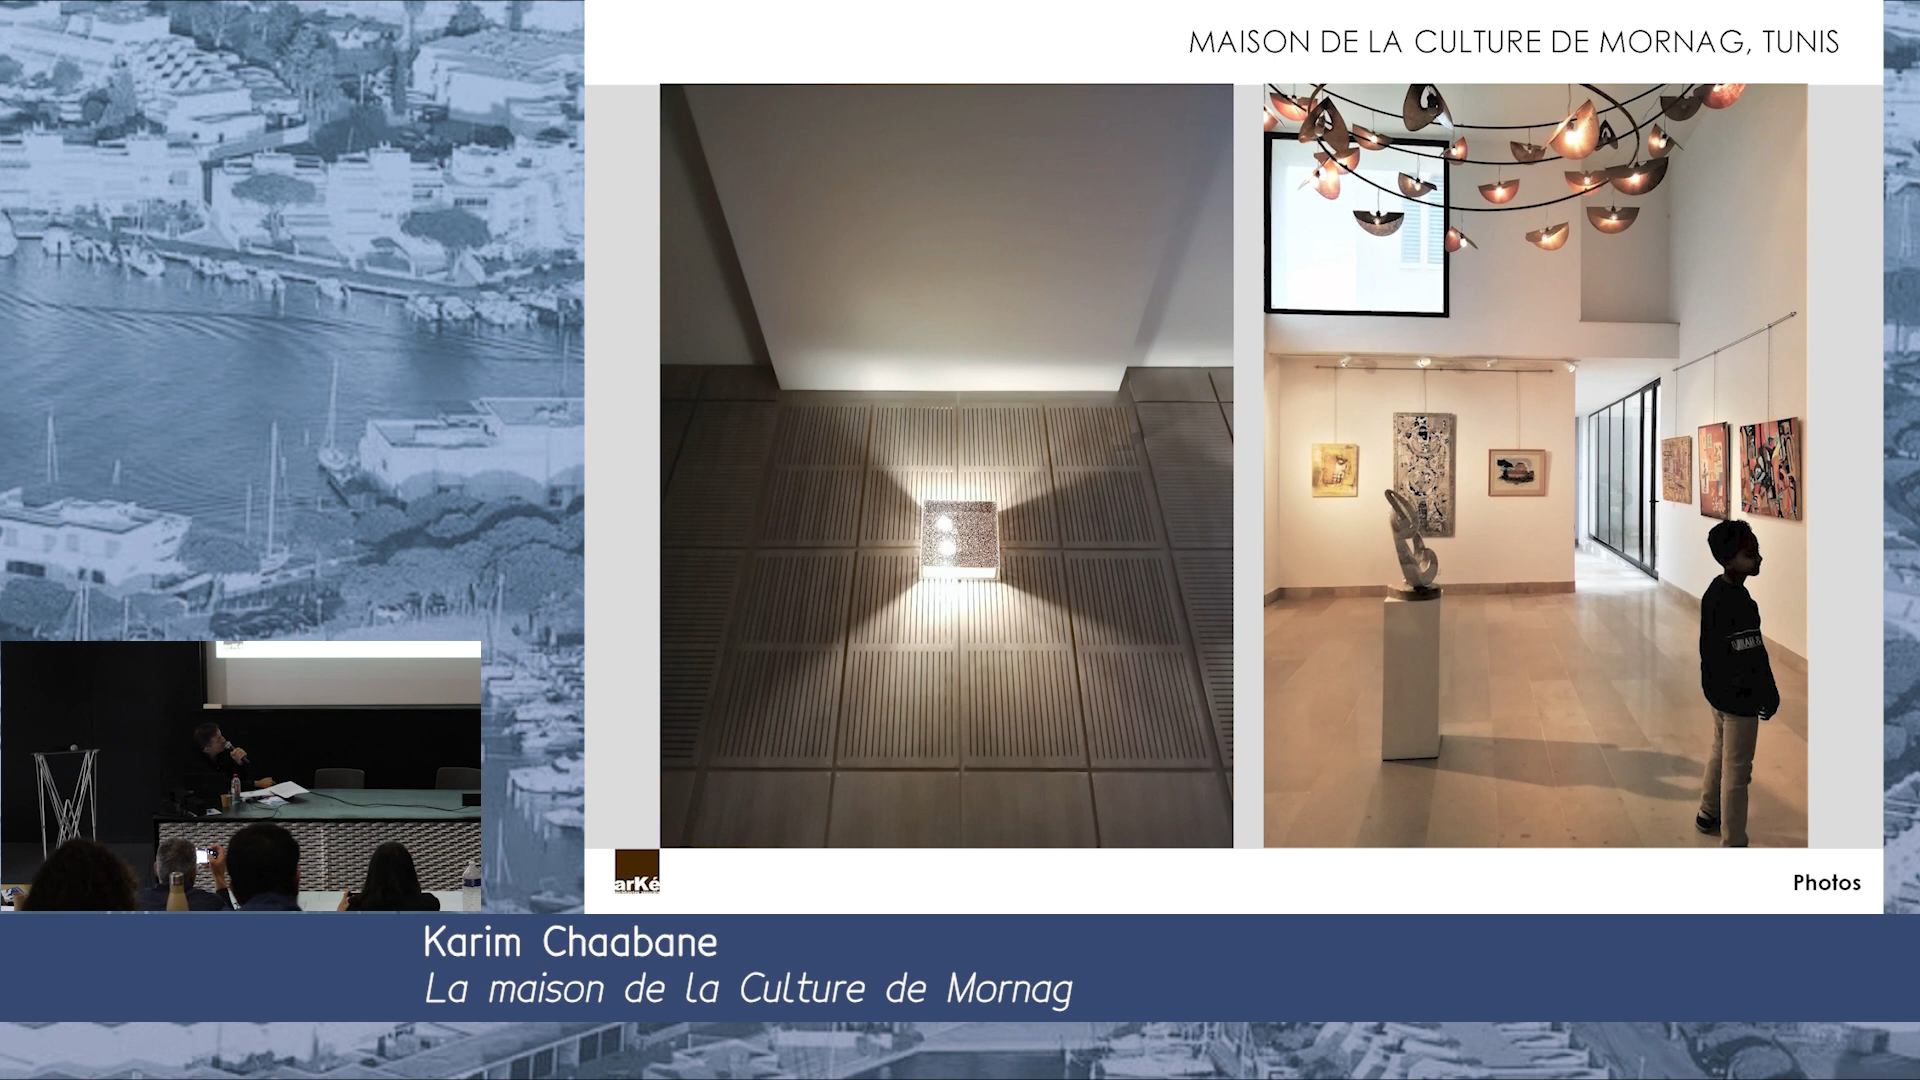 MAISON DE LA CULTURE DE MORNAG, TUNIS
arKé
Photos
Karim Chaabane
La maison de la Culture de Mornag